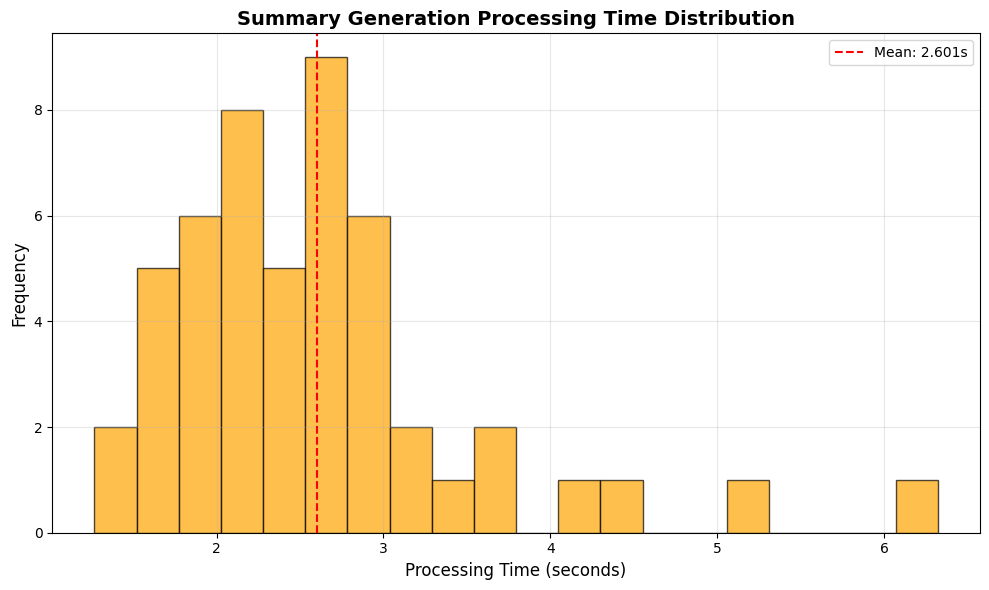 Summary Generation Processing Time Distribution
Mean: 2.601s
Frequency
8
6
4
2
0
2
3
4
5
6
Processing Time (seconds)